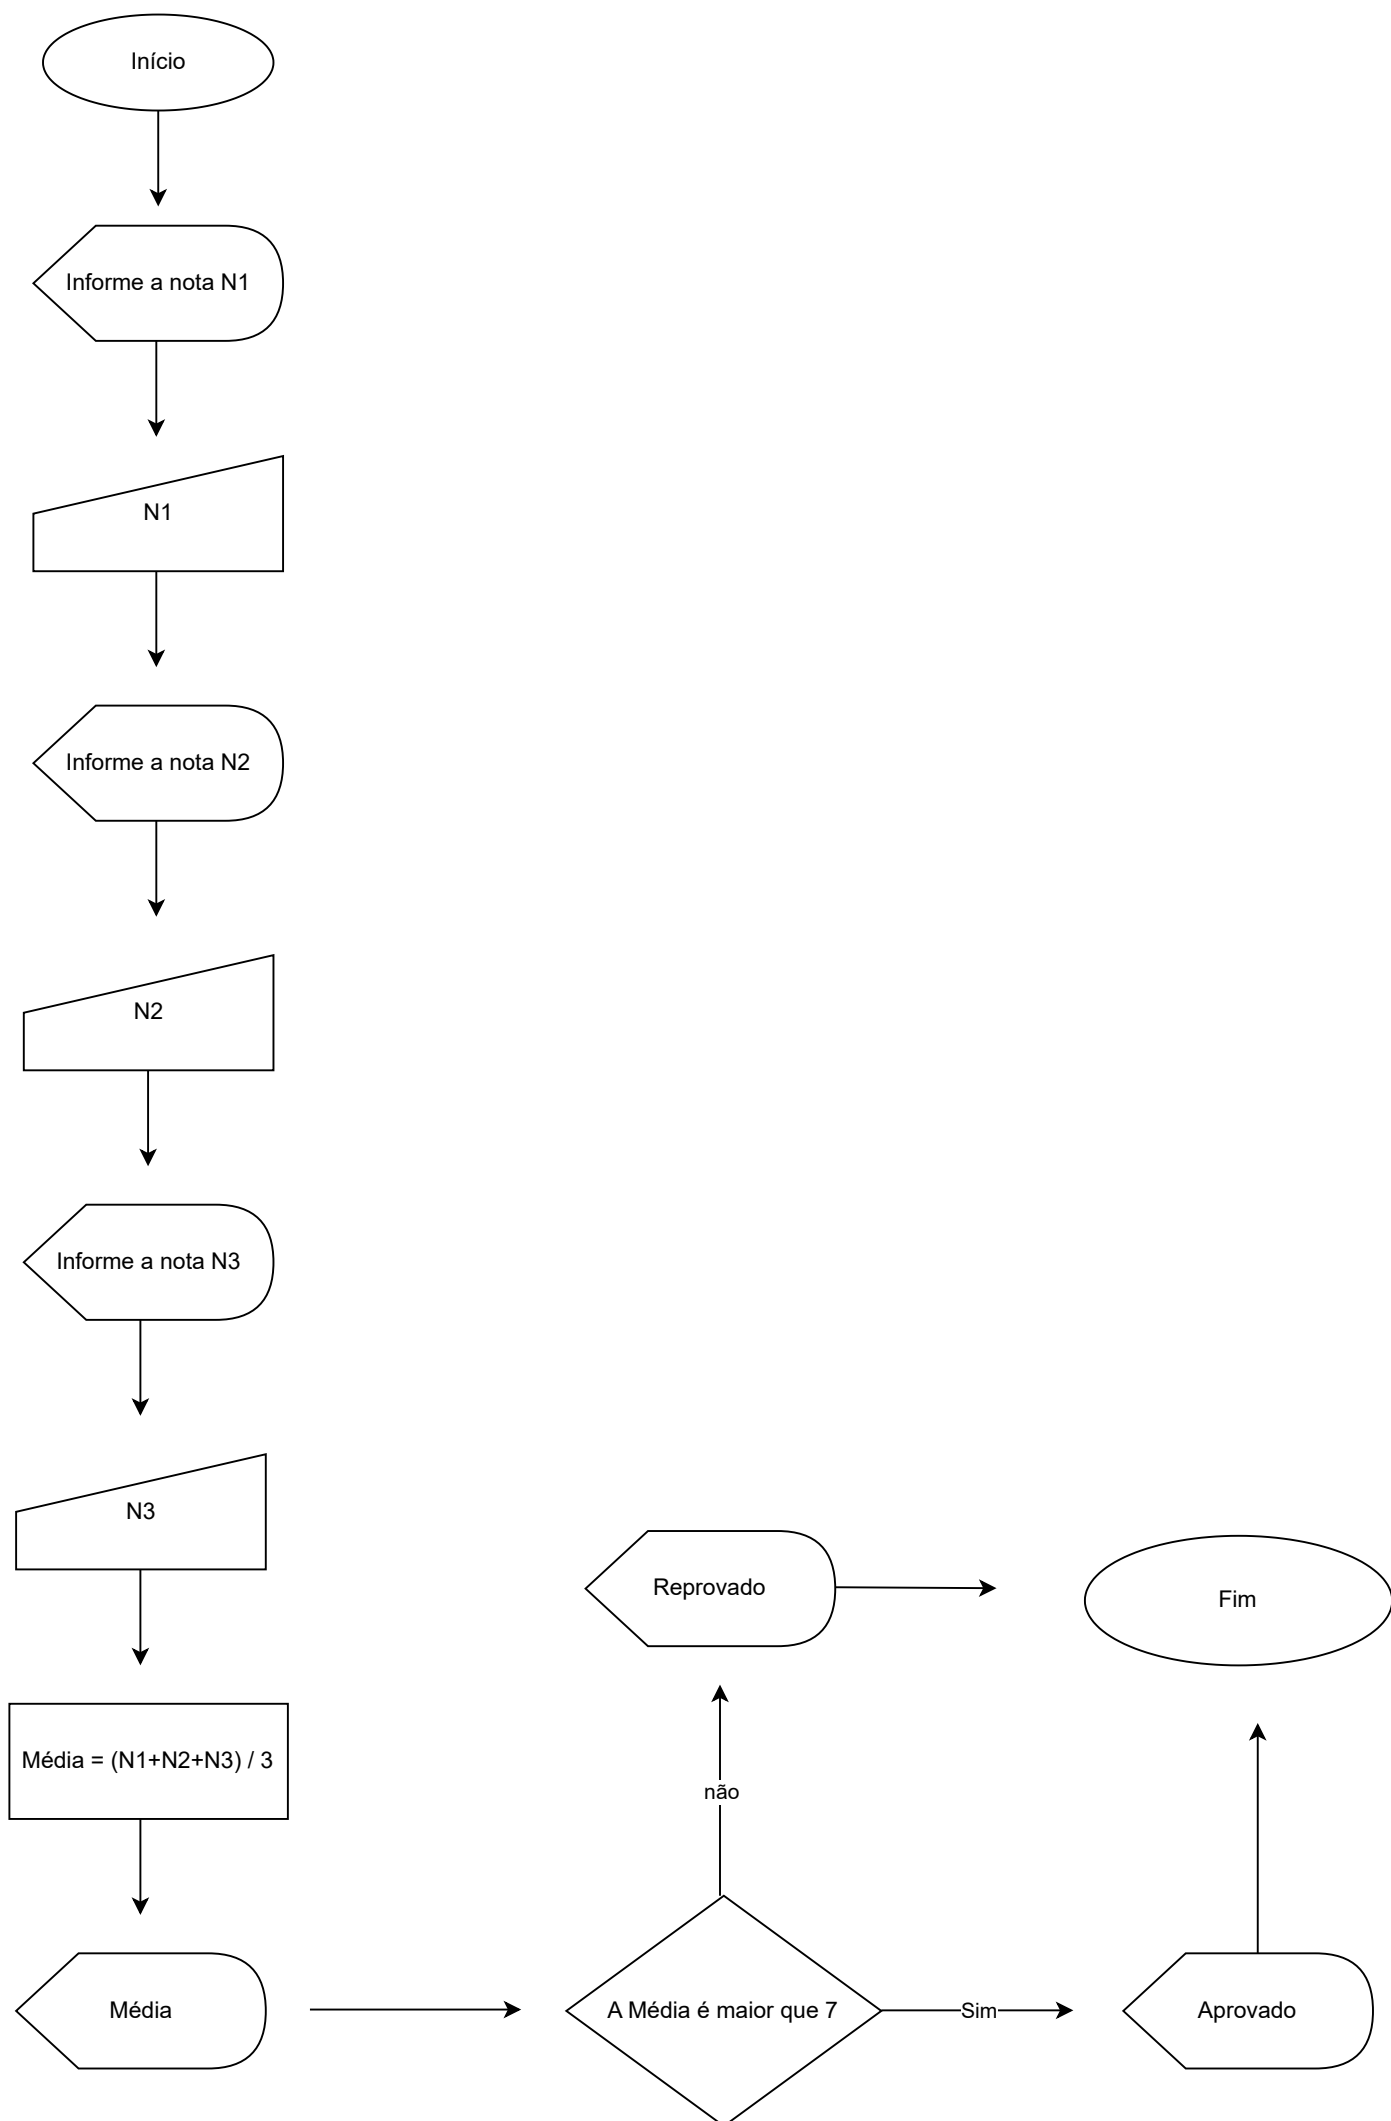 Início
Informe a nota N1
N1
Informe a nota N2
N2
Informe a nota N3
N3
Média = (N1+N2+N3) / 3
Média
A Média é maior que 7
não
Reprovado
Sim
Aprovado
Fim